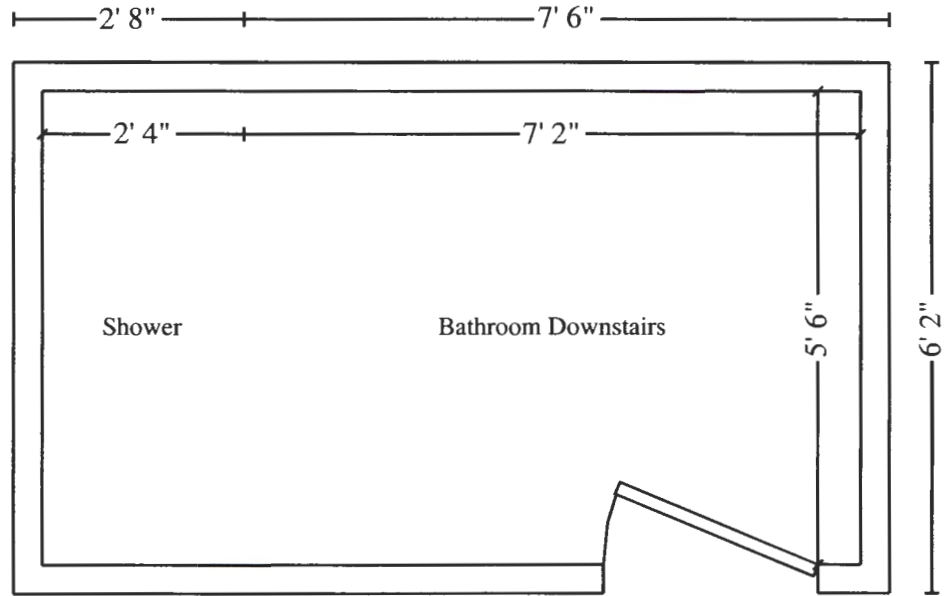 2' 8" 7' 6"
2' 4" 7' 2"
Shower Bathroom Downstairs
5' 6"
6' 2"